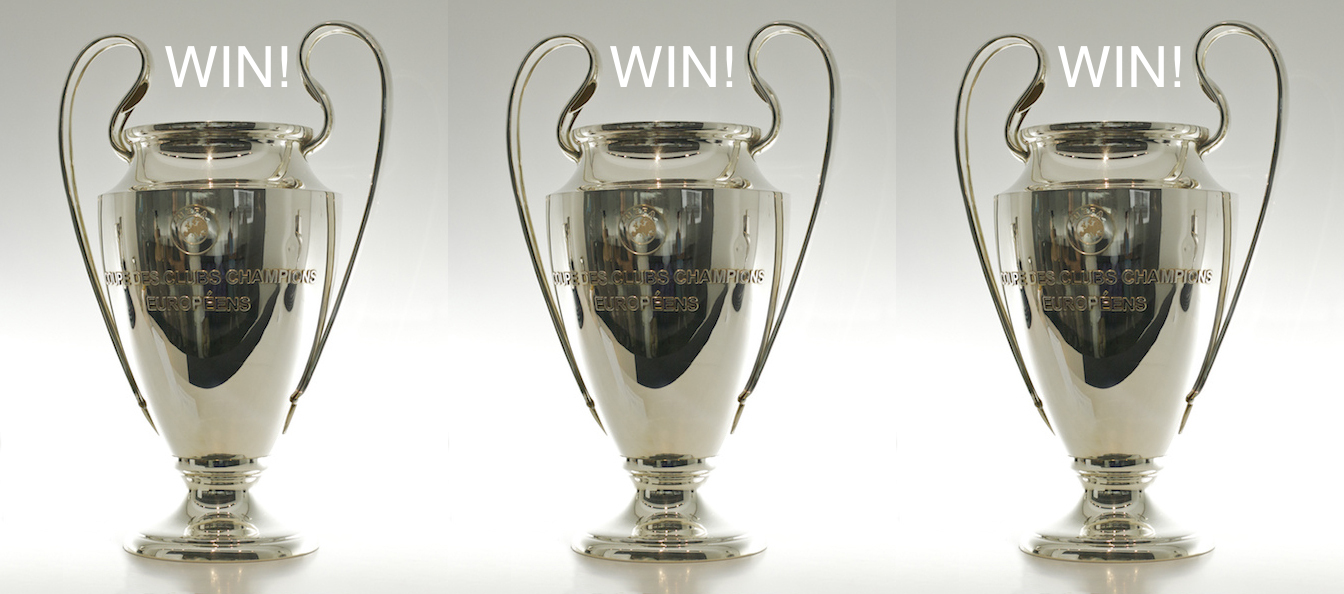 WIN! WIN! WIN!
COUPE DES CLUBS CHAMPIONS COUPE DES CLUBS CHAMPIONS COUPE DES CLUBS CHAMPIONS
EUROPÉENS EUROPÉENS EUROPÉENS